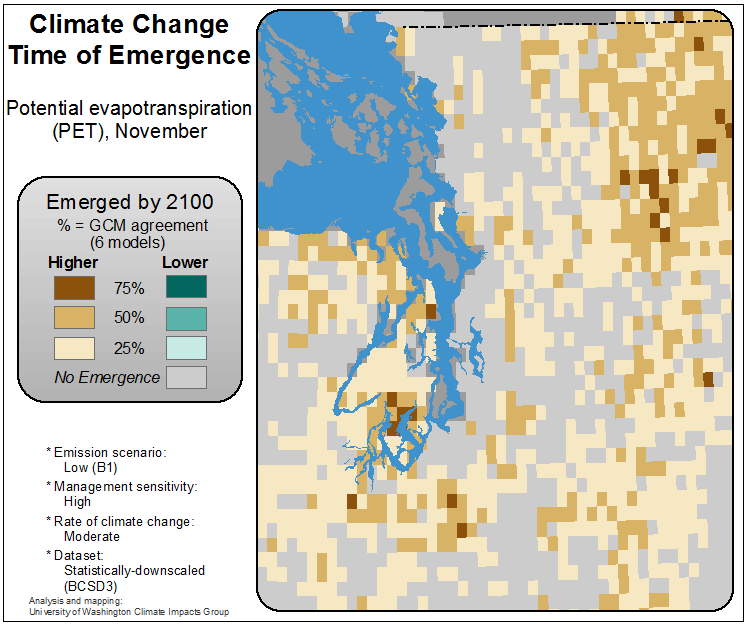 Climate Change
Time of Emergence
Potential evapotranspiration
(PET), November
Emerged by 2100
% = GCM agreement
(6 models)
Higher Lower
75%
50%
25%
No Emergence
* Emission scenario:
Low (B1)
* Management sensitivity:
High
* Rate of climate change:
Moderate
* Dataset:
Statistically-downscaled
(BCSD3)
Analysis and mapping:
University of Washington Climate Impacts Group